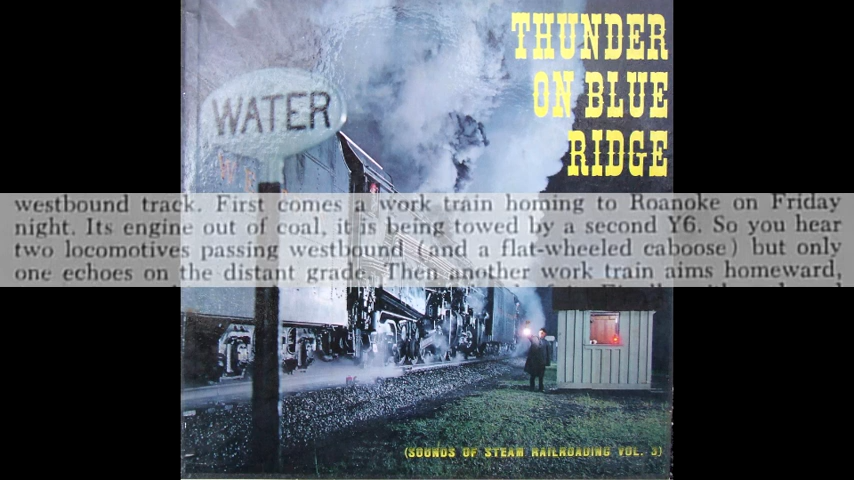 THUNDER
ON BLUE
RIDGE
WATER
westbound track. First comes a work train homing to Roanoke on Friday
night. Its engine out of coal, it is being towed by a second Y6. So you hear
two locomotives passing westbound (and a flat-wheeled caboose) but only
one echoes on the distant grade. Then another work train aims homeward,
(SOUNDS OF STEAM RAILROADING VOL. 3)